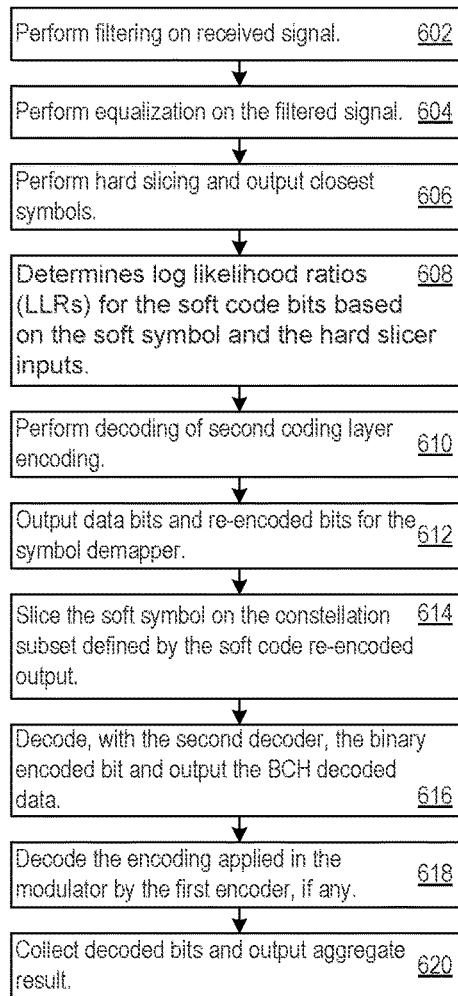 Perform filtering on received signal. 602
Perform equalization on the filtered signal. 604
Perform hard slicing and output closest
symbols. 606
Determines log likelihood ratios 608
(LLRs) for the soft code bits based
on the soft symbol and the hard slicer
inputs.
Perform decoding of second coding layer
encoding. 610
Output data bits and re-encoded bits for the
symbol demapper. 612
Slice the soft symbol on the constellation 614
subset defined by the soft code re-encoded
output.
Decode, with the second decoder, the binary
encoded bit and output the BCH decoded
data. 616
Decode the encoding applied in the
modulator by the first encoder, if any. 618
Collect decoded bits and output aggregate
result. 620